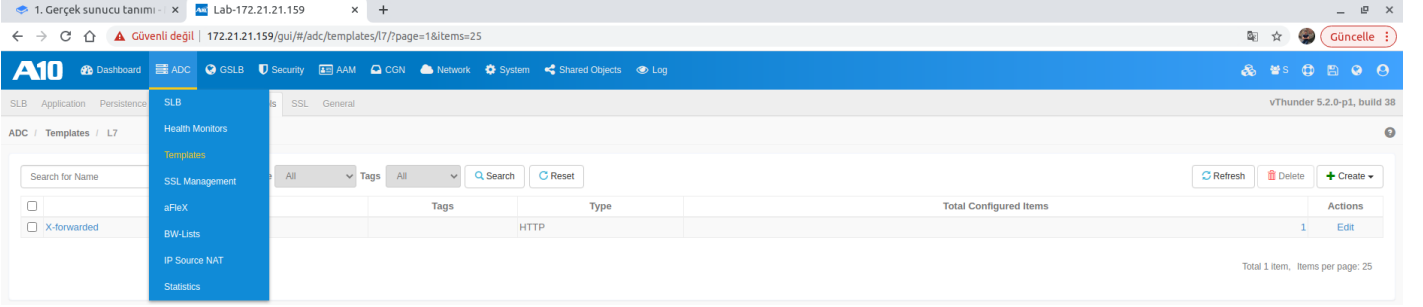 1. Gerçek sunucu tanımı -
Lab-172.21.21.159
Güvenli değil | 172.21.21.159/gui/#/adc/templates/l7/?page=1&items=25
Güncelle
A10 Dashboard ADC GSLB Security AAM CGN Network System Shared Objects Log
S
SLB Application Persistence ls SSL General
vThunder 5.2.0-p1, build 38
ADC / Templates / L7
SLB
Health Monitors
Templates
SSL Management
aFleX
BW-Lists
IP Source NAT
Statistics
Search for Name e All Tags All Search Reset Refresh Delete Create
Tags Type Total Configured Items Actions
X-forwarded HTTP 1 Edit
Total 1 item, Items per page: 25